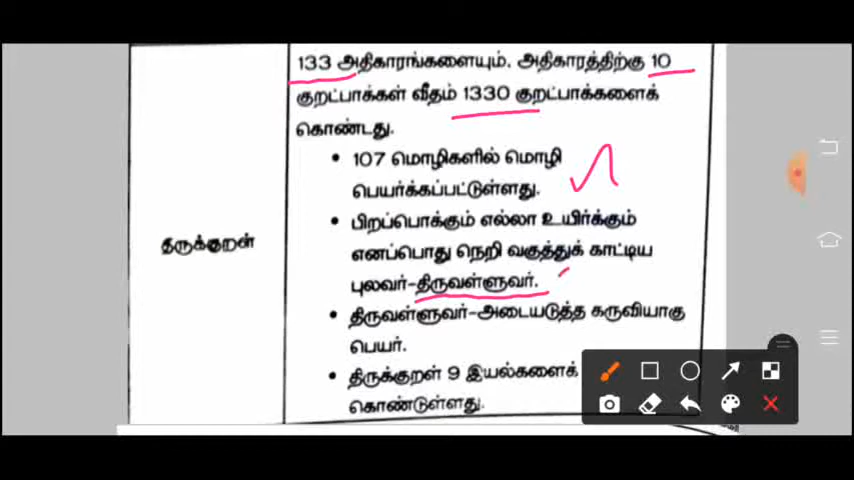 133 அதிகாரங்களையும், அதிகாரத்திற்கு 10
குறட்பாக்கள் வீதம் 1330 குறட்பாக்களைக்
கொண்டது.
• 107 மொழிகளில் மொழி
பெயர்க்கப்பட்டுள்ளது.
• பிறப்பொக்கும் எல்லா உயிர்க்கும்
எனப்பொது நெறி வகுத்துக் காட்டிய
புலவர்-திருவள்ளுவர்.
திருக்குறள்
• திருவள்ளுவர்-அடையடுத்த கருவியாகு
பெயர்.
• திருக்குறள் 9 இயல்களைக்
கொண்டுள்ளது.